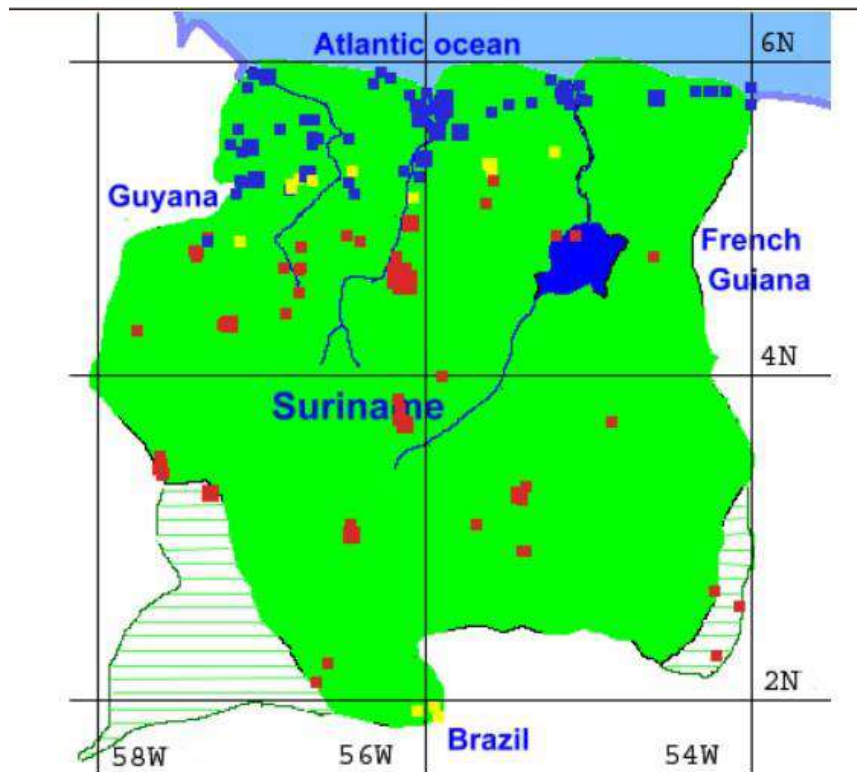 Atlantic ocean
6N
Guyana
French
Guiana
4N
Suriname
2N
Brazil
58W
56W
54W